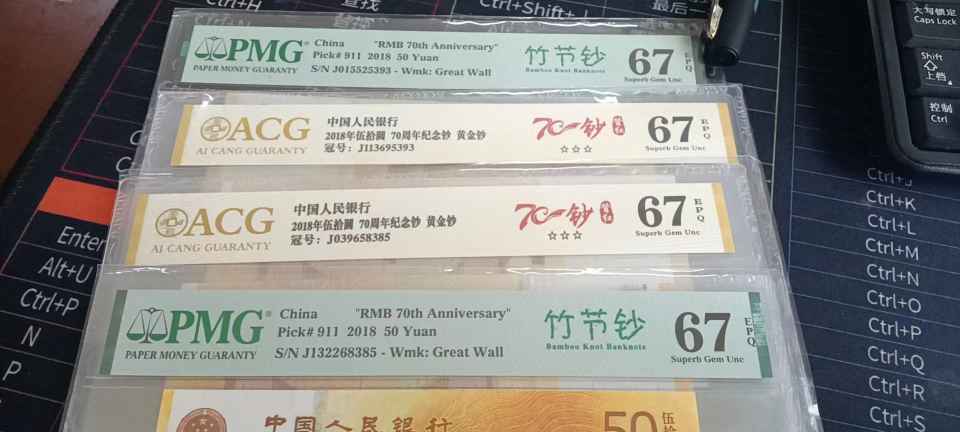 Ctrl+H
查找
Ctrl+Shift+
最后
替换
PMG®
PAPER MONEY GUARANTY
China "RMB 70th Anniversary"
Pick# 911 2018 50 Yuan
S/N J015525393 - Wmk: Great Wall
竹节钞
Bamboo Knot Banknotes
67 EPQ
Superb Gem Unc
大写锁定
Caps Lock
Shift
上档
控制
Ctrl
ACG
AI CANG GUARANTY
中国人民银行
2018年伍拾圆 70周年纪念钞 黄金钞
冠号：J113695393
钞
☆☆☆
67 EPQ
Superb Gem Unc
ACG
AI CANG GUARANTY
中国人民银行
2018年伍拾圆 70周年纪念钞 黄金钞
冠号：J039658385
钞
☆☆☆
67 EPQ
Superb Gem Unc
PMG®
PAPER MONEY GUARANTY
China "RMB 70th Anniversary"
Pick# 911 2018 50 Yuan
S/N J132268385 - Wmk: Great Wall
竹节钞
Bamboo Knot Banknotes
67 EPQ
Superb Gem Unc
中国人民银行
50
伍拾
Enter
Alt+U
Ctrl+P
N
P
Ctrl+J
Ctrl+K
Ctrl+L
Ctrl+M
Ctrl+N
Ctrl+O
Ctrl+P
Ctrl+Q
Ctrl+R
Ctrl+S